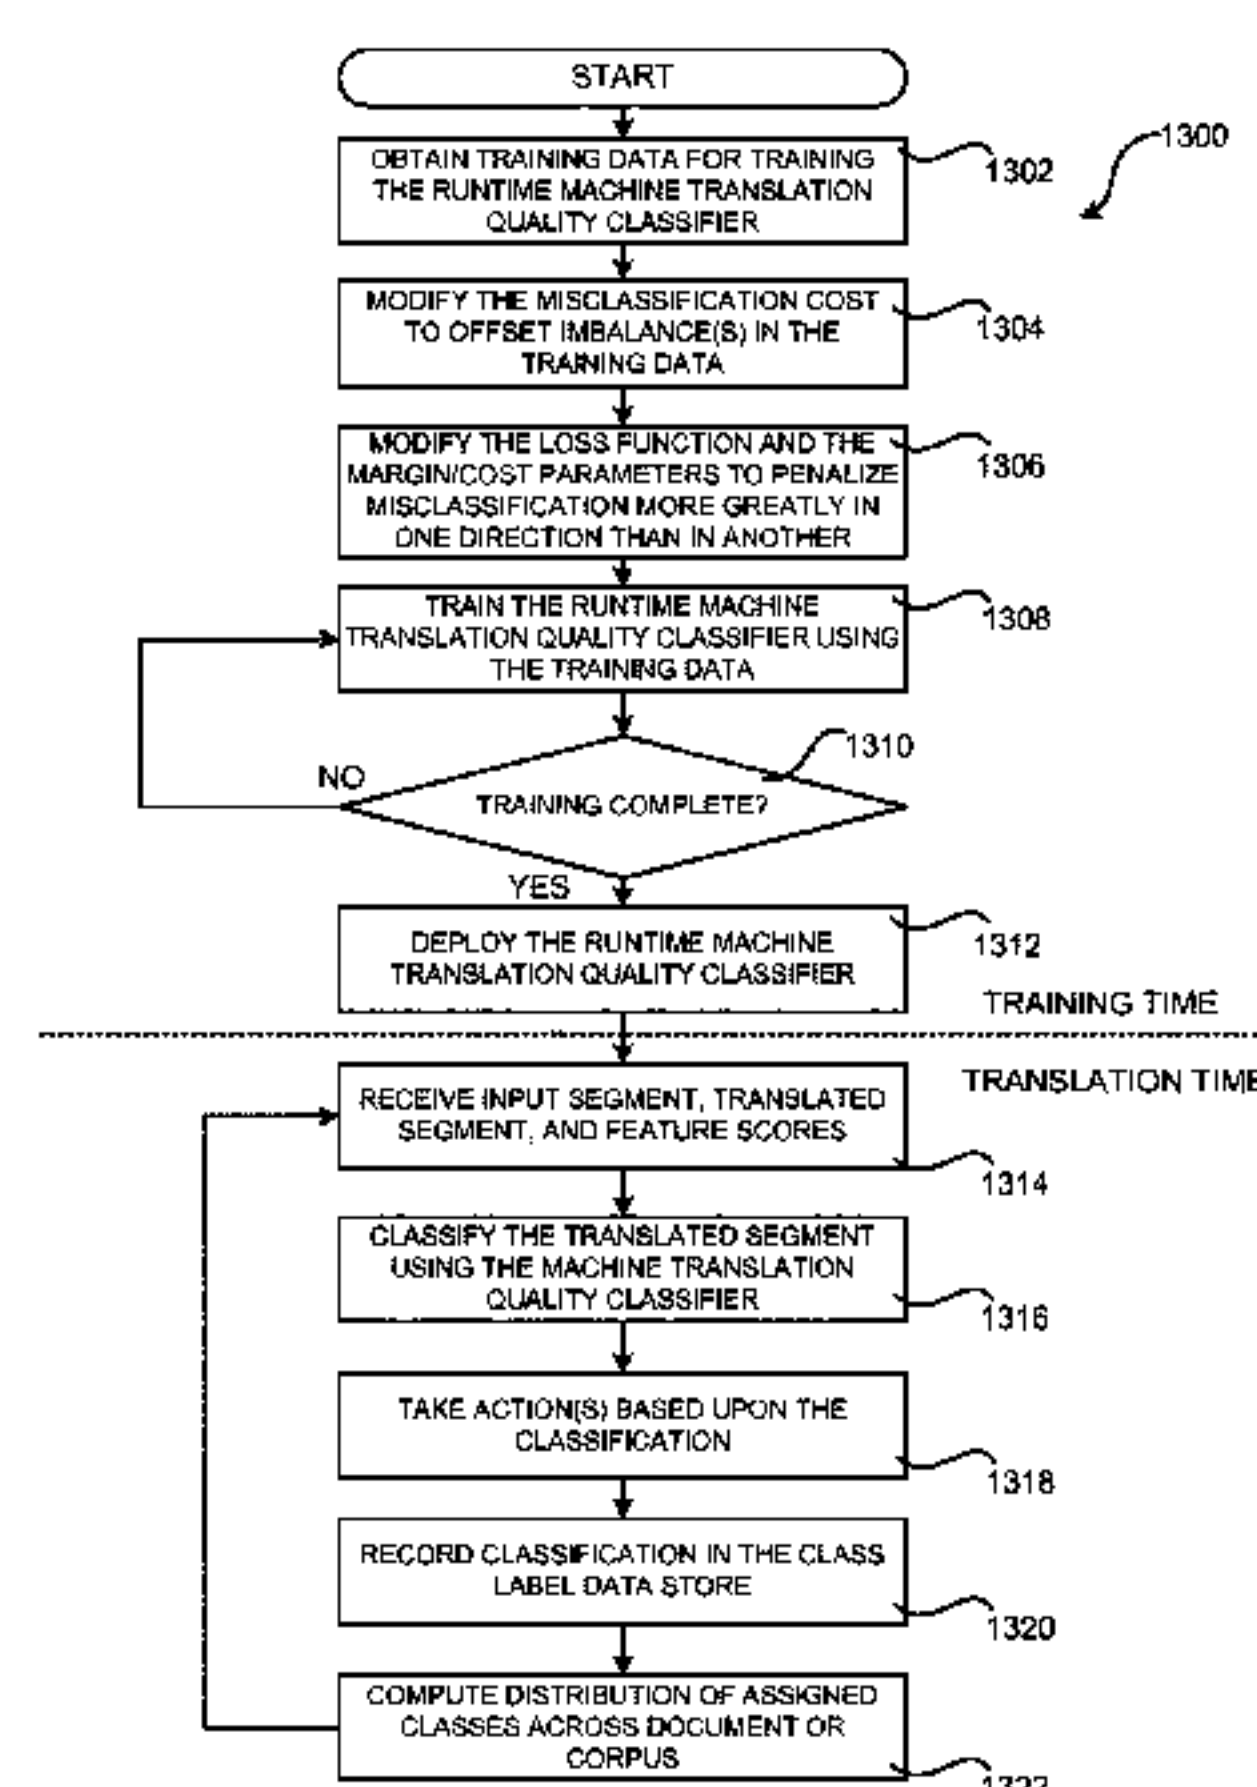 START
1300
OBTAIN TRAINING DATA FOR TRAINING
THE RUNTIME MACHINE TRANSLATION
QUALITY CLASSIFIER
1302
MODIFY THE MISCLASSIFICATION COST
TO OFFSET IMBALANCE(S) IN THE
TRAINING DATA
1304
MODIFY THE LOSS FUNCTION AND THE
MARGIN/COST PARAMETERS TO PENALIZE
MISCLASSIFICATION MORE GREATLY IN
ONE DIRECTION THAN IN ANOTHER
1306
TRAIN THE RUNTIME MACHINE
TRANSLATION QUALITY CLASSIFIER USING
THE TRAINING DATA
1308
1310
NO
TRAINING COMPLETE?
YES
DEPLOY THE RUNTIME MACHINE
TRANSLATION QUALITY CLASSIFIER
1312
TRAINING TIME
TRANSLATION TIME
RECEIVE INPUT SEGMENT, TRANSLATED
SEGMENT, AND FEATURE SCORES
1314
CLASSIFY THE TRANSLATED SEGMENT
USING THE MACHINE TRANSLATION
QUALITY CLASSIFIER
1316
TAKE ACTION(S) BASED UPON THE
CLASSIFICATION
1318
RECORD CLASSIFICATION IN THE CLASS
LABEL DATA STORE
1320
COMPUTE DISTRIBUTION OF ASSIGNED
CLASSES ACROSS DOCUMENT OR
CORPUS